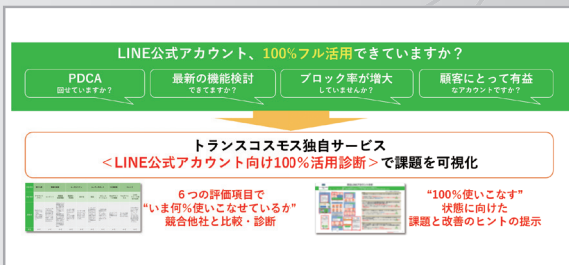 LINE公式アカウント、100%フル活用できていますか？
PDCA
回せていますか？
最新の機能検討
できてますか？
ブロック率が増大
していませんか？
顧客にとって有益
なアカウントですか？
トランスコスモス独自サービス
＜LINE公式アカウント向け100%活用診断＞で課題を可視化
６つの評価項目で
“いま何%使いこなせているか”
競合他社と比較・診断
“100%使いこなす”
状態に向けた
課題と改善のヒントの提示